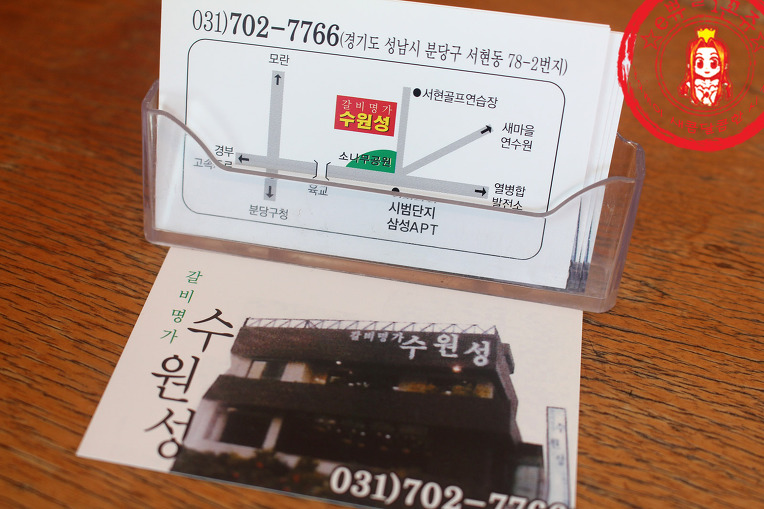 031)702-7766(경기도 성남시 분당구 서현동 78-2번지)
모란
갈비명가
수원성
서현골프연습장
새마을
연수원
경부
고속도로
소나무공원
육교
열병합
발전소
분당구청
시범단지
삼성APT
갈비명가
수원성
갈비명가 수원성
수원성
031)702-7766